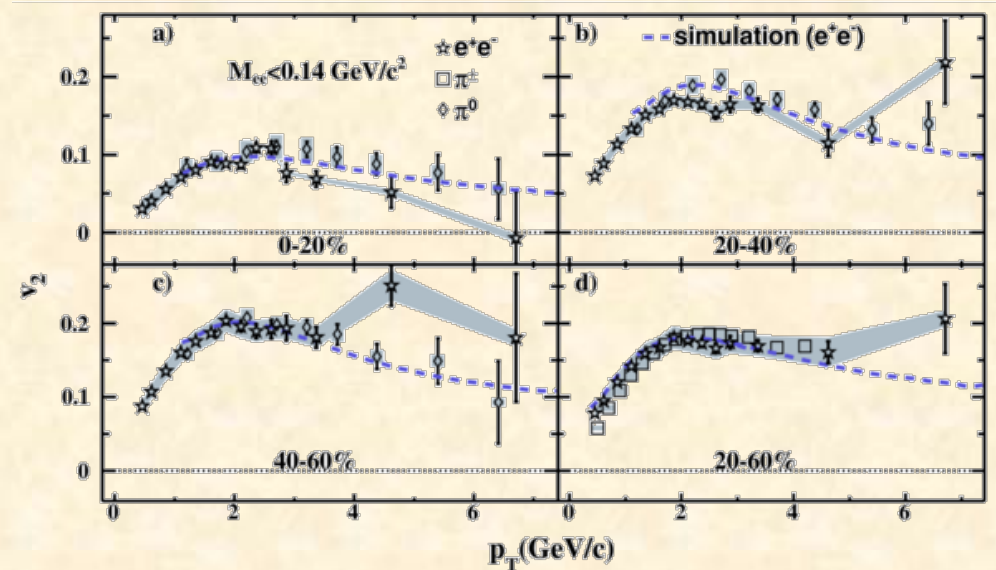 a)
e⁺e⁻
M_ee<0.14 GeV/c²
π±
π⁰
0.2
0.1
0
0-20%
b)
simulation (e⁺e⁻)
20-40%
v₂
c)
0.2
0.1
0
40-60%
d)
20-60%
0 2 4 6
0 2 4 6
p_T(GeV/c)